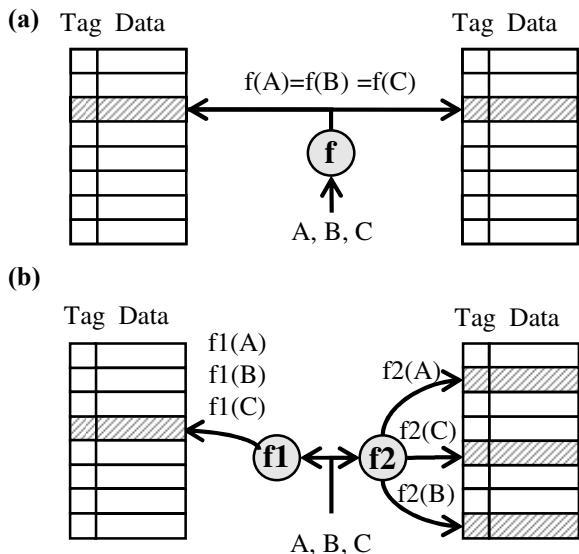 (a)
Tag Data
Tag Data
f(A)=f(B) =f(C)
f
A, B, C
(b)
Tag Data
Tag Data
f1(A)
f1(B)
f1(C)
f2(A)
f2(C)
f1
f2
f2(B)
A, B, C